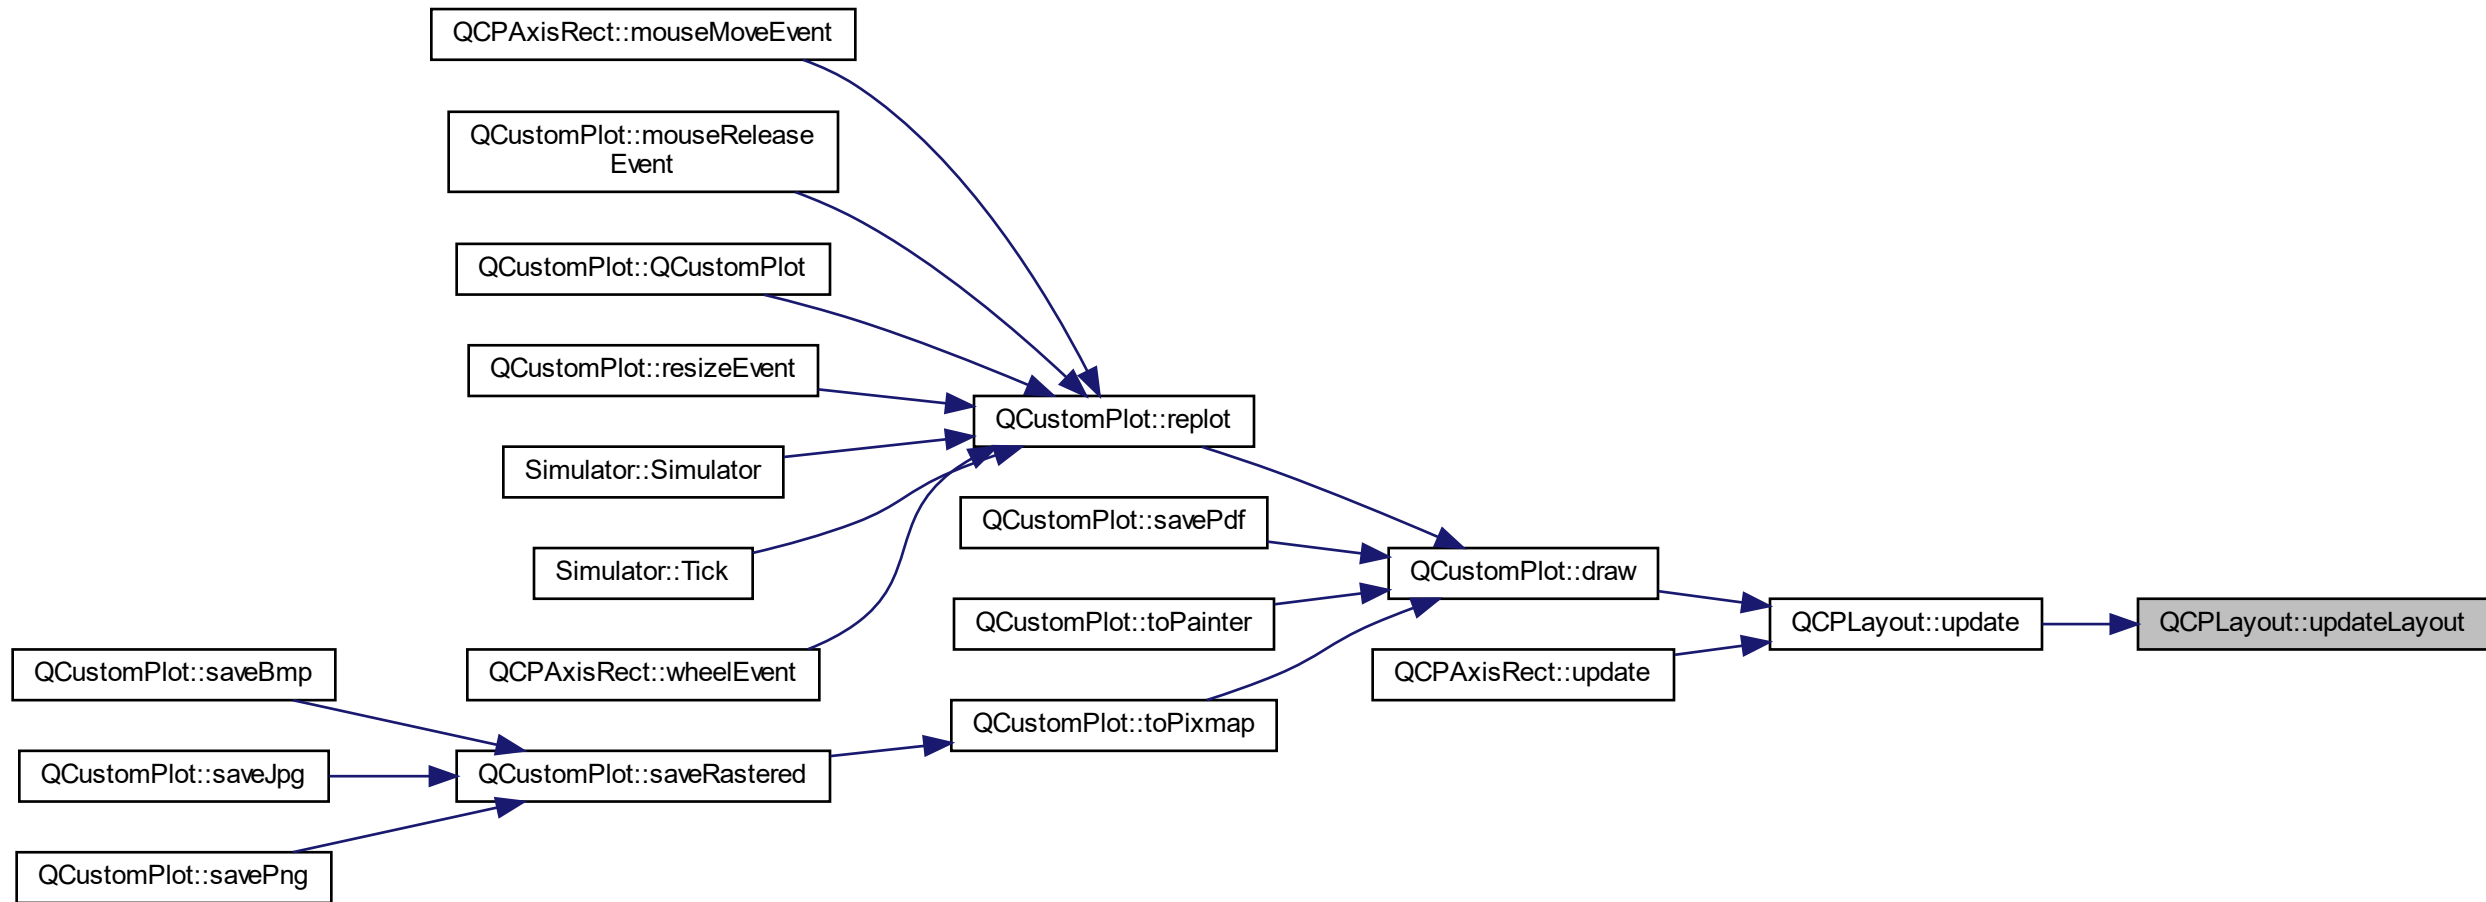 QCPAxisRect::mouseMoveEvent
QCustomPlot::mouseRelease
Event
QCustomPlot::QCustomPlot
QCustomPlot::resizeEvent
QCustomPlot::replot
Simulator::Simulator
QCustomPlot::savePdf
Simulator::Tick
QCustomPlot::draw
QCustomPlot::toPainter
QCPLayout::update
QCPLayout::updateLayout
QCustomPlot::saveBmp
QCPAxisRect::wheelEvent
QCPAxisRect::update
QCustomPlot::toPixmap
QCustomPlot::saveJpg
QCustomPlot::saveRastered
QCustomPlot::savePng